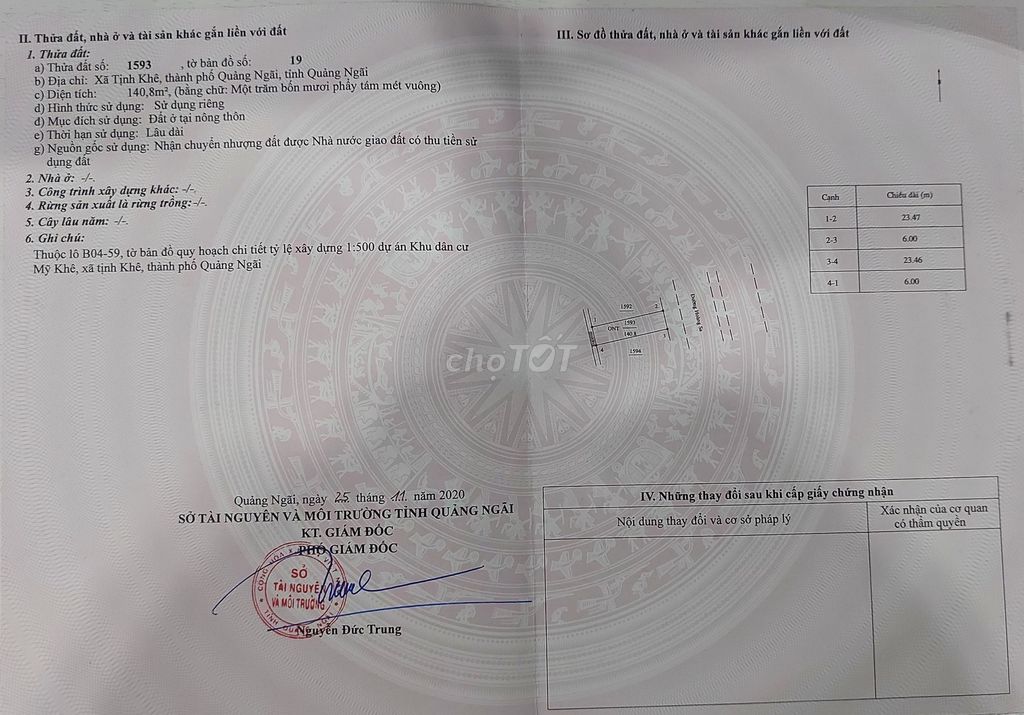 II. Thửa đất, nhà ở và tài sản khác gắn liền với đất
1. Thửa đất:
a) Thửa đất số: 1593 , tờ bản đồ số: 19
b) Địa chỉ: Xã Tịnh Khê, thành phố Quảng Ngãi, tỉnh Quảng Ngãi
c) Diện tích: 140,8m², (bằng chữ: Một trăm bốn mươi phẩy tám mét vuông)
d) Hình thức sử dụng: Sử dụng riêng
đ) Mục đích sử dụng: Đất ở tại nông thôn
e) Thời hạn sử dụng: Lâu dài
g) Nguồn gốc sử dụng: Nhận chuyển nhượng đất được Nhà nước giao đất có thu tiền sử
dụng đất
2. Nhà ở: -/-.
3. Công trình xây dựng khác: -/-.
4. Rừng sản xuất là rừng trồng:-/-.
5. Cây lâu năm: -/-.
6. Ghi chú:
Thuộc lô B04-59, tờ bản đồ quy hoạch chi tiết tỷ lệ xây dựng 1:500 dự án Khu dân cư
Mỹ Khê, xã tịnh Khê, thành phố Quảng Ngãi
Quảng Ngãi, ngày 25 tháng 11 năm 2020
SỞ TÀI NGUYÊN VÀ MÔI TRƯỜNG TỈNH QUẢNG NGÃI
KT. GIÁM ĐỐC
PHÓ GIÁM ĐỐC
SỞ
TÀI NGUYÊN
VÀ MÔI TRƯỜNG
Nguyễn Đức Trung
III. Sơ đồ thửa đất, nhà ở và tài sản khác gắn liền với đất
Cạnh Chiều dài (m)
1-2 23.47
2-3 6.00
3-4 23.46
4-1 6.00
1592
1 2
ONT 1593
140.8
4 3
1594
Đường Hoàng Sa
chợTỐT
IV. Những thay đổi sau khi cấp giấy chứng nhận
Nội dung thay đổi và cơ sở pháp lý
Xác nhận của cơ quan
có thẩm quyền